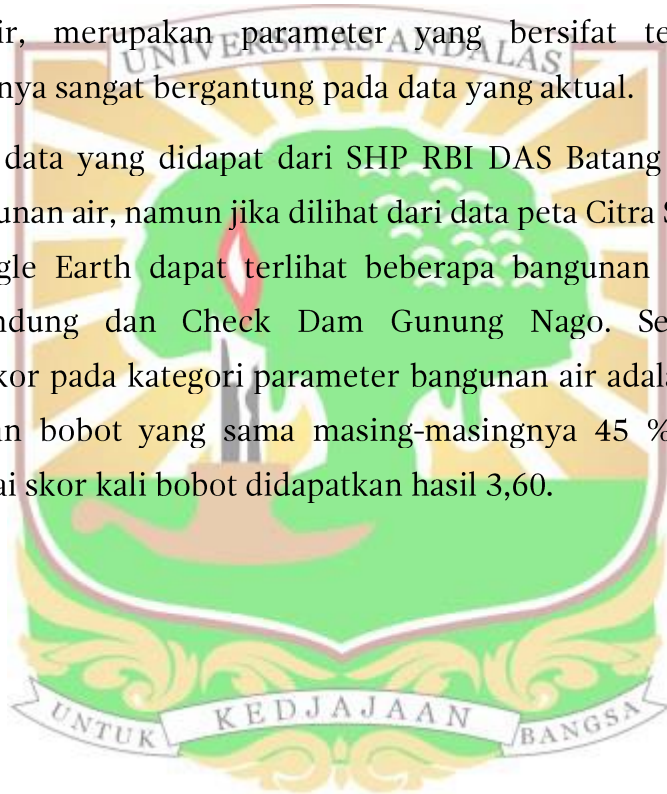 ir, merupakan parameter yang bersifat te
UNIVERSITAS ANDALAS
nya sangat bergantung pada data yang aktual.
data yang didapat dari SHP RBI DAS Batang
unan air, namun jika dilihat dari data peta Citra S
gle Earth dapat terlihat beberapa bangunan
ndung dan Check Dam Gunung Nago. Se
kor pada kategori parameter bangunan air adala
n bobot yang sama masing-masingnya 45 %
ai skor kali bobot didapatkan hasil 3,60.
UNTUK KEDJAJAAN BANGSA